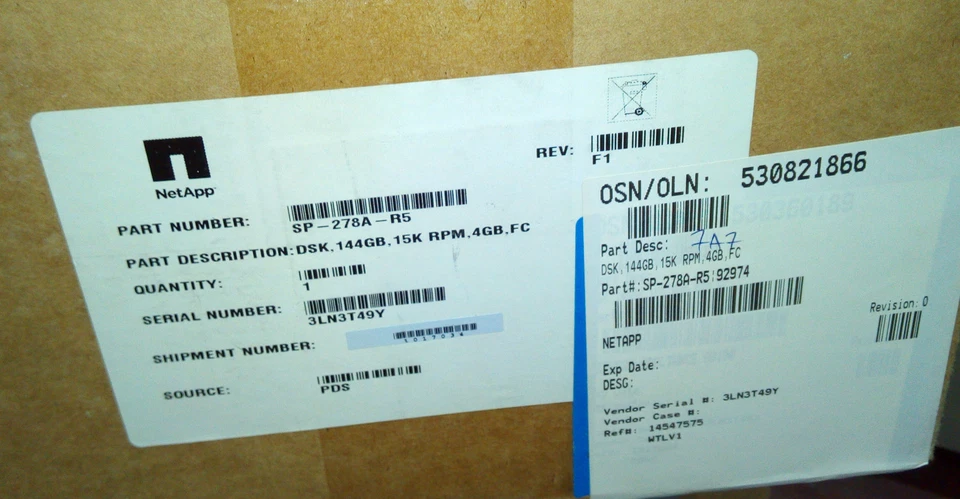 NetApp
REV:
F1
PART NUMBER:
SP-278A-R5
PART DESCRIPTION:DSK,144GB,15K RPM,4GB,FC
QUANTITY:
1
SERIAL NUMBER:
3LN3T49Y
SHIPMENT NUMBER:
1017034
SOURCE:
PDS
OSN/OLN: 530821866
Part Desc: 7A7
DSK,144GB,15K RPM,4GB,FC
Part#:SP-278A-R5:92974
Revision:0
NETAPP
Exp Date:
DESG:
Vendor Serial #: 3LN3T49Y
Vendor Case #:
Ref#: 14547575
WTLV1